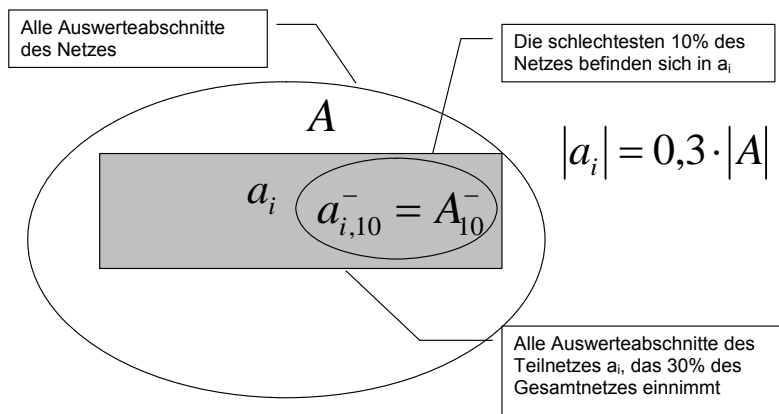 Alle Auswerteabschnitte
des Netzes
Die schlechtesten 10% des
Netzes befinden sich in aᵢ
A
|aᵢ| = 0,3·|A|
aᵢ
a⁻ᵢ,₁₀ = A⁻₁₀
Alle Auswerteabschnitte des
Teilnetzes aᵢ, das 30% des
Gesamtnetzes einnimmt